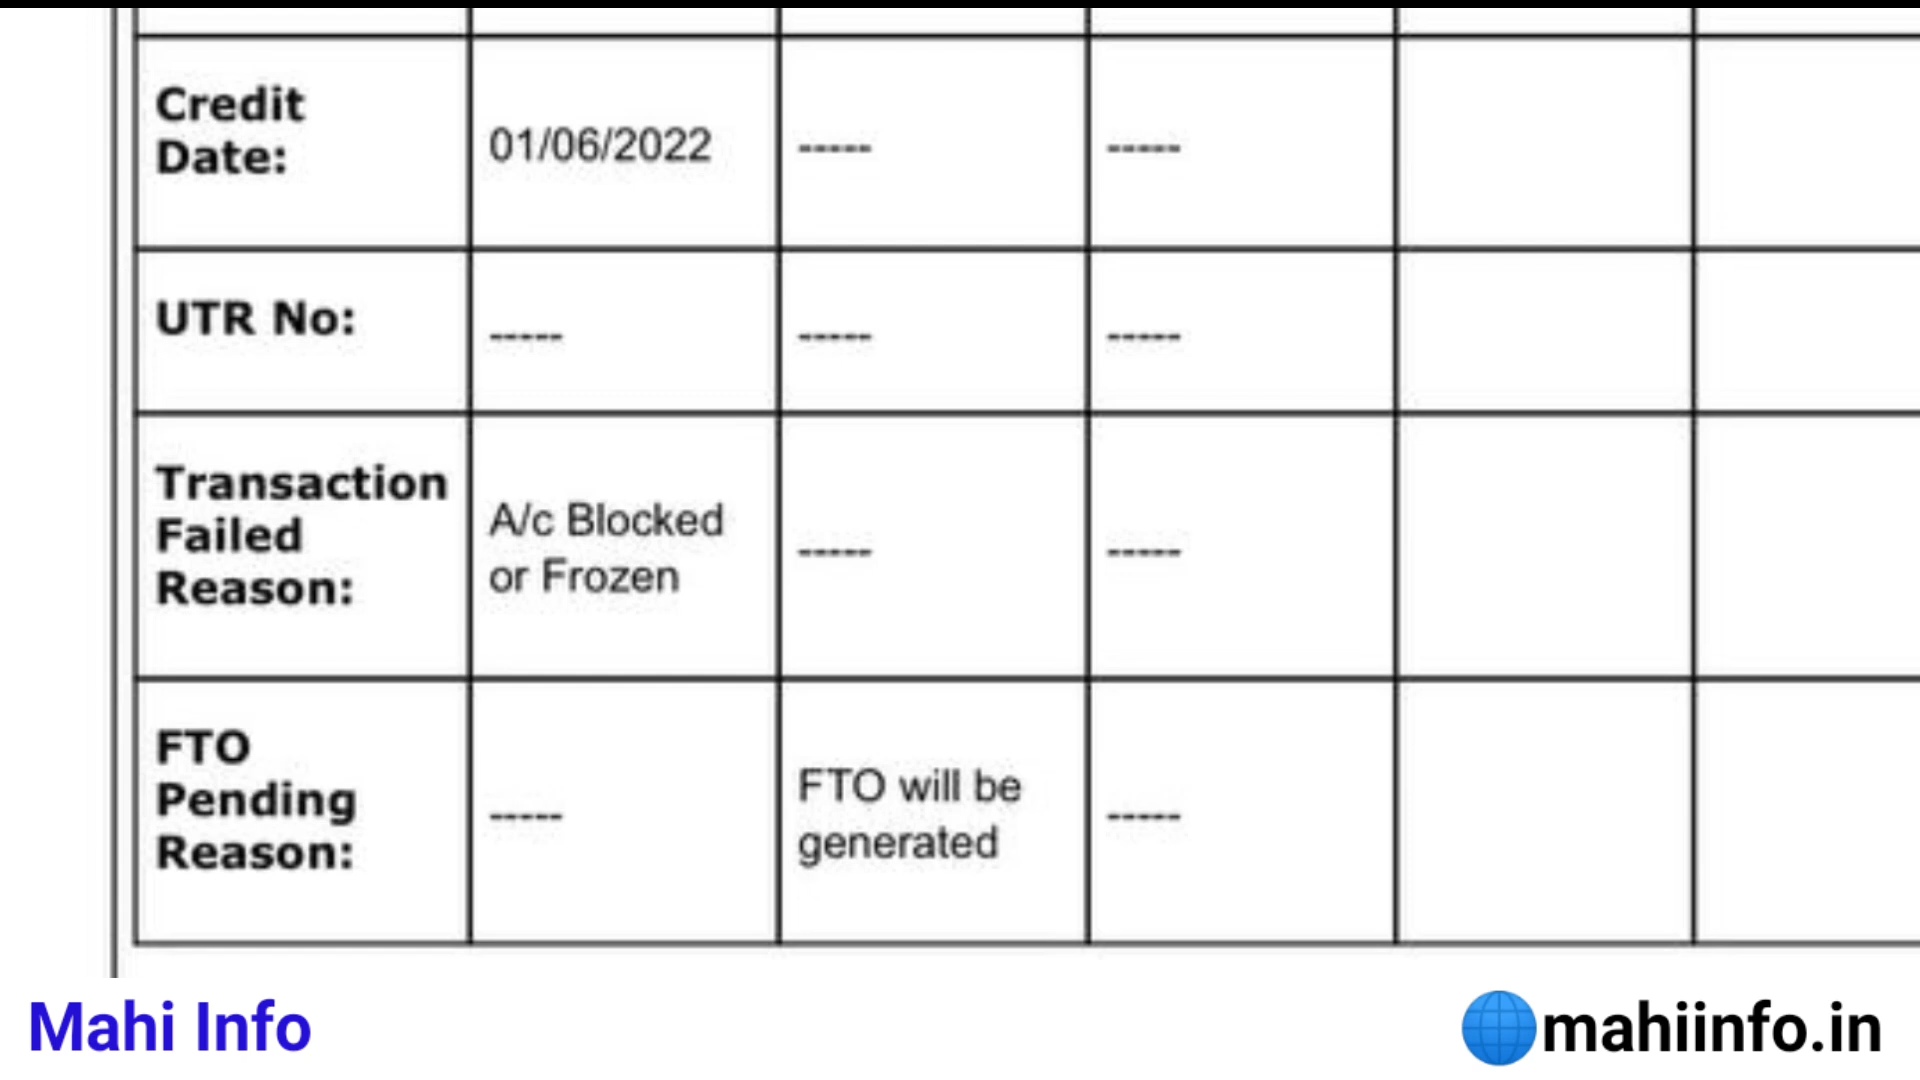 Credit
Date:
01/06/2022
-----
-----
UTR No:
-----
-----
-----
Transaction
Failed
Reason:
A/c Blocked
or Frozen
-----
-----
FTO
Pending
Reason:
-----
FTO will be
generated
-----
Mahi Info
mahiinfo.in